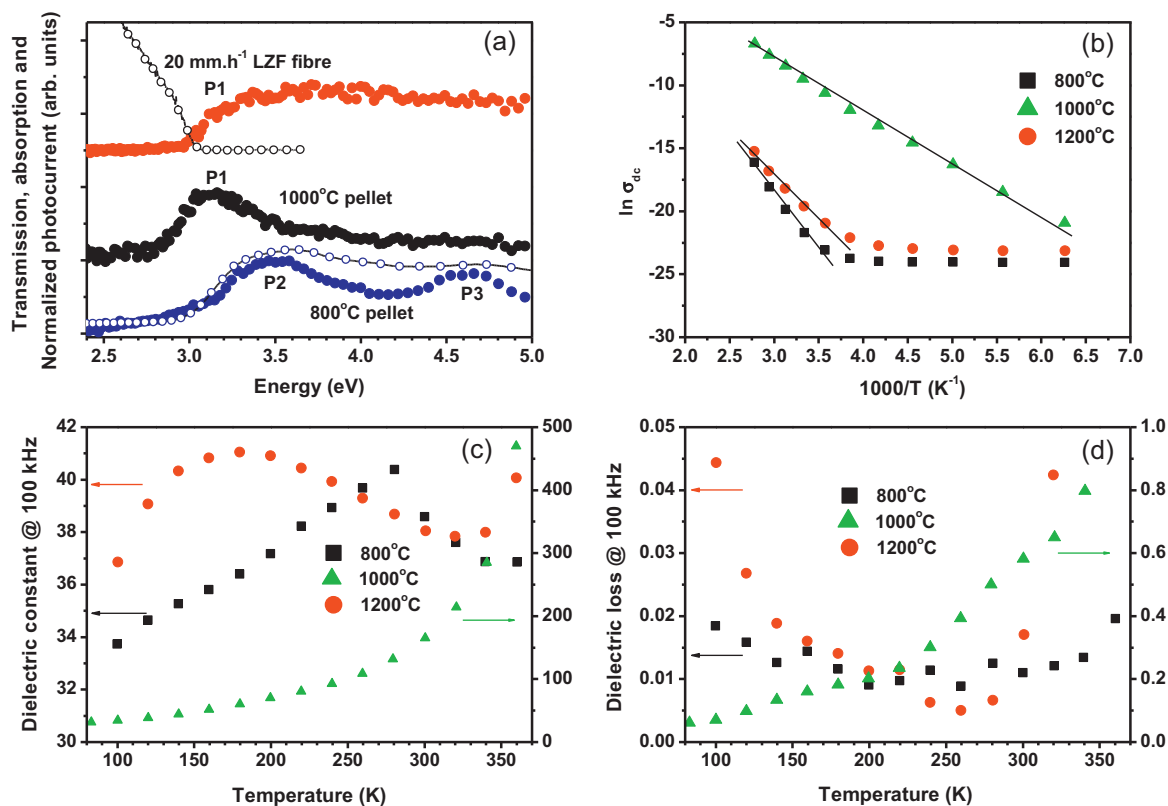 Transmission, absorption and
Normalized photocurrent (arb. units)
(a)
20 mm.h⁻¹ LZF fibre
P1
P1
1000°C pellet
P2
P3
800°C pellet
2.4 3.0 3.5 4.0 4.5 5.0
Energy (eV)
ln σdc
-5
-10
-15
-20
-25
-30
(b)
800°C
1000°C
1200°C
2.0 2.5 3.0 3.5 4.0 4.5 5.0 5.5 6.0 6.5 7.0
1000/T (K⁻¹)
Dielectric constant @ 100 kHz
42
41
40
38
37
36
34
32
31
30
(c)
800°C
1000°C
1200°C
500
400
300
200
100
0
100 150 200 250 300 350
Temperature (K)
Dielectric loss @ 100 kHz
0.05
0.04
0.03
0.02
0.01
0.00
(d)
800°C
1000°C
1200°C
1.0
0.8
0.6
0.4
0.2
0.0
100 150 200 250 300 350
Temperature (K)